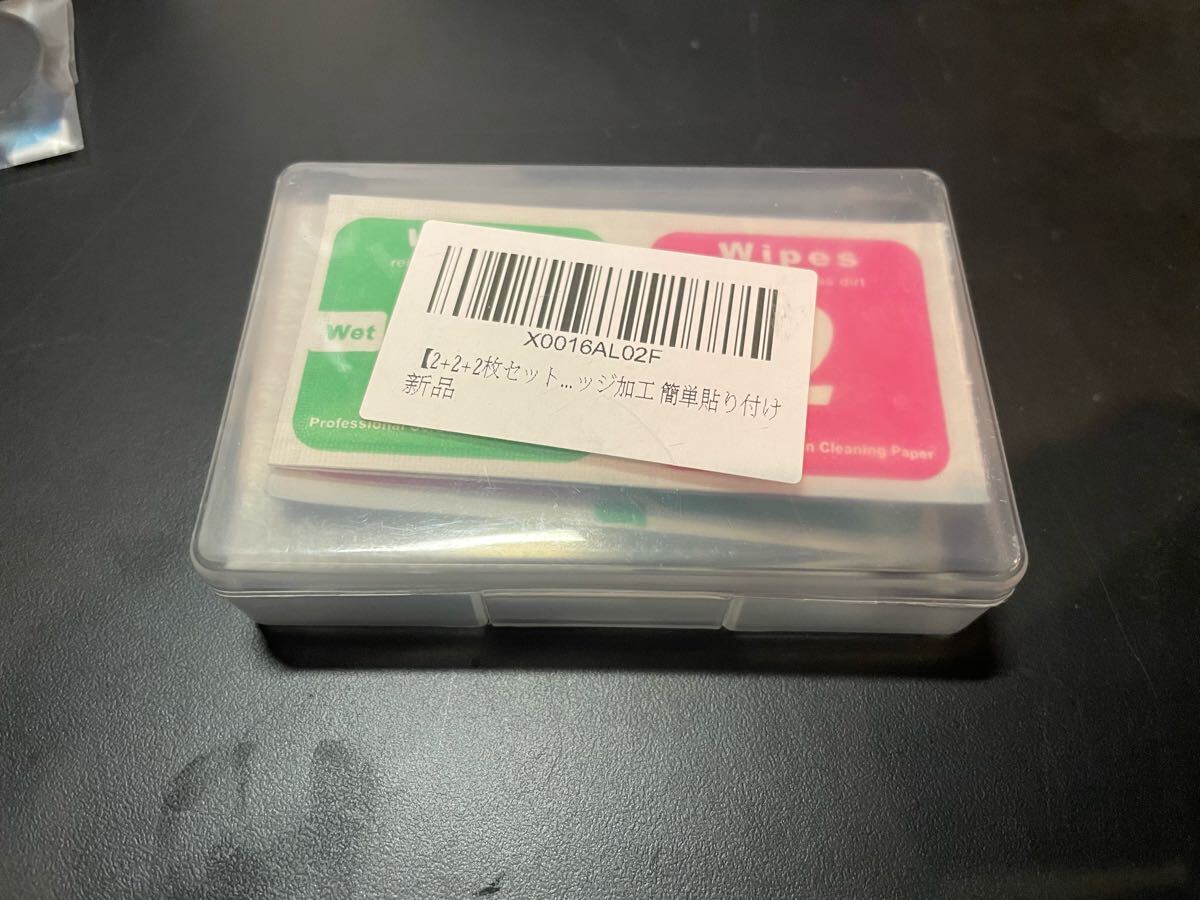 Wipes
dirt
Wet
Professional
n Cleaning Paper
X0016AL02F
【2+2+2枚セット...ッジ加工 簡単貼り付け
新品